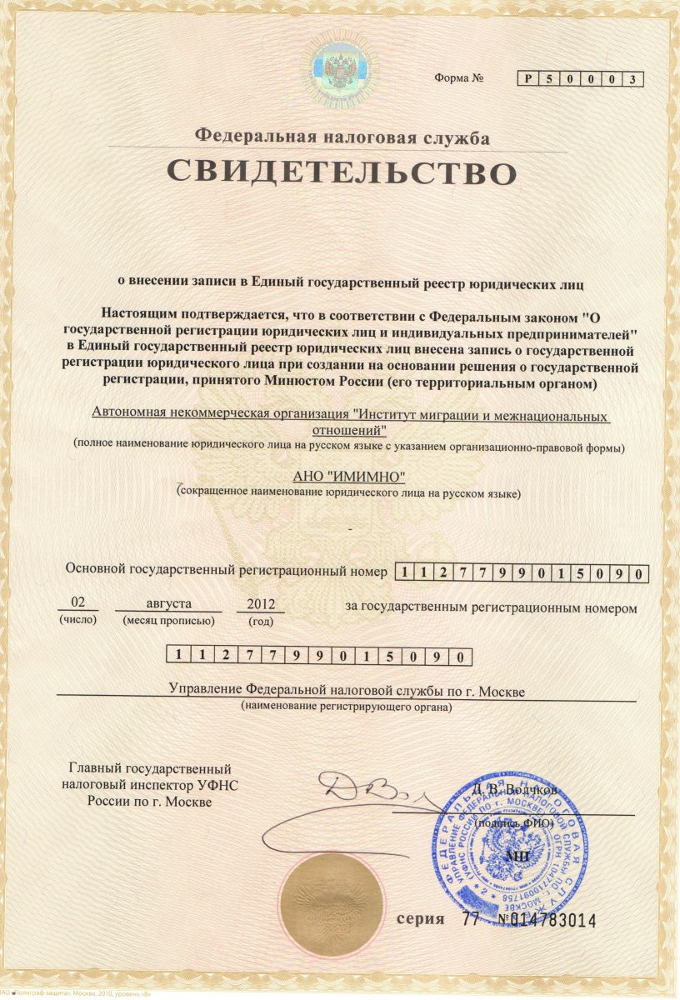 Форма № Р 5 0 0 0 3
Федеральная налоговая служба
СВИДЕТЕЛЬСТВО
о внесении записи в Единый государственный реестр юридических лиц
Настоящим подтверждается, что в соответствии с Федеральным законом "О
государственной регистрации юридических лиц и индивидуальных предпринимателей"
в Единый государственный реестр юридических лиц внесена запись о государственной
регистрации юридического лица при создании на основании решения о государственной
регистрации, принятого Минюстом России (его территориальным органом)
Автономная некоммерческая организация "Институт миграции и межнациональных
отношений"
(полное наименование юридического лица на русском языке с указанием организационно-правовой формы)
АНО "ИМИМНО"
(сокращенное наименование юридического лица на русском языке)
-
Основной государственный регистрационный номер 1 1 2 7 7 9 9 0 1 5 0 9 0
02 августа 2012 за государственным регистрационным номером
(число) (месяц прописью) (год)
1 1 2 7 7 9 9 0 1 5 0 9 0
Управление Федеральной налоговой службы по г. Москве
(наименование регистрирующего органа)
Главный государственный
налоговый инспектор УФНС
России по г. Москве
Д. В. Волчков
(подпись, ФИО)
МП
ФЕДЕРАЛЬНАЯ НАЛОГОВАЯ СЛУЖБА
УПРАВЛЕНИЕ ФЕДЕРАЛЬНОЙ НАЛОГОВОЙ СЛУЖБЫ ПО Г. МОСКВЕ
(УФНС РОССИИ ПО Г. МОСКВЕ) ОГРН 1047710091758
серия 77 №014783014
ЗАО «Полиграф-защита», Москва, 2010, уровень «В»